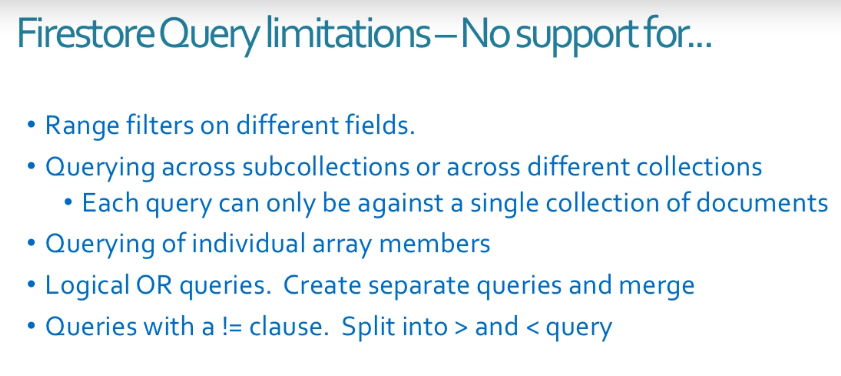 Firestore Query limitations – No support for...
• Range filters on different fields.
• Querying across subcollections or across different collections
• Each query can only be against a single collection of documents
• Querying of individual array members
• Logical OR queries.  Create separate queries and merge
• Queries with a != clause.  Split into > and < query